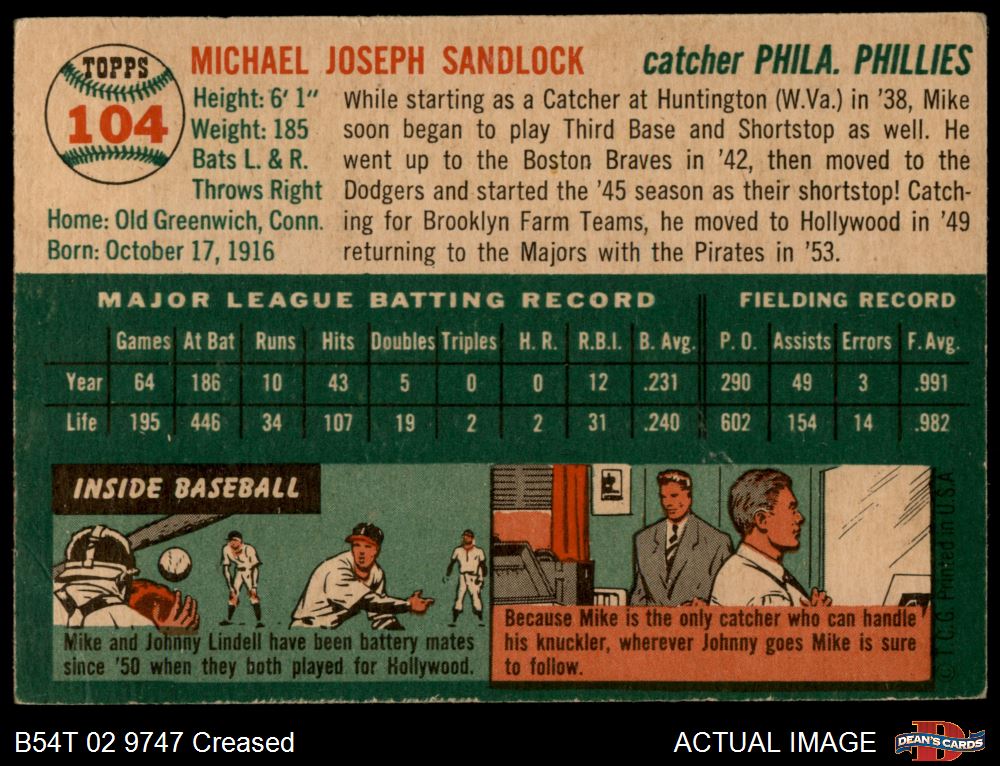 TOPPS
104
MICHAEL JOSEPH SANDLOCK
catcher PHILA. PHILLIES
Height: 6' 1"
Weight: 185
Bats L. & R.
Throws Right
Home: Old Greenwich, Conn.
Born: October 17, 1916
While starting as a Catcher at Huntington (W.Va.) in '38, Mike
soon began to play Third Base and Shortstop as well. He
went up to the Boston Braves in '42, then moved to the
Dodgers and started the '45 season as their shortstop! Catch-
ing for Brooklyn Farm Teams, he moved to Hollywood in '49
returning to the Majors with the Pirates in '53.
MAJOR LEAGUE BATTING RECORD FIELDING RECORD
Games At Bat Runs Hits Doubles Triples H. R. R.B.I. B. Avg. P. O. Assists Errors F. Avg.
Year 64 186 10 43 5 0 0 12 .231 290 49 3 .991
Life 195 446 34 107 19 2 2 31 .240 602 154 14 .982
INSIDE BASEBALL
Mike and Johnny Lindell have been battery mates
since '50 when they both played for Hollywood.
Because Mike is the only catcher who can handle
his knuckler, wherever Johnny goes Mike is sure
to follow.
© T.C.G. Printed in U.S.A
B54T 02 9747 Creased
ACTUAL IMAGE
D
DEAN'S CARDS